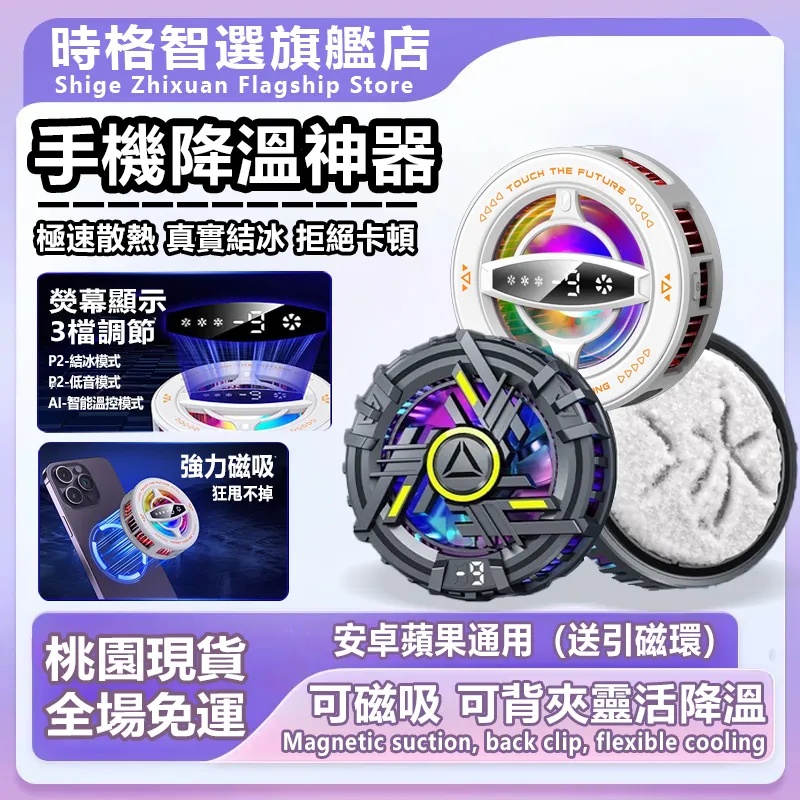 時格智選旗艦店
Shige Zhixuan Flagship Store
手機降溫神器
極速散熱 真實結冰 拒絕卡頓
熒幕顯示
3檔調節
P2-結冰模式
P2-低音模式
AI-智能溫控模式
-9
TOUCH THE FUTURE
-9
強力磁吸
狂甩不掉
-9
桃園現貨
全場免運
安卓蘋果通用（送引磁環）
可磁吸 可背夾靈活降溫
Magnetic suction, back clip, flexible cooling